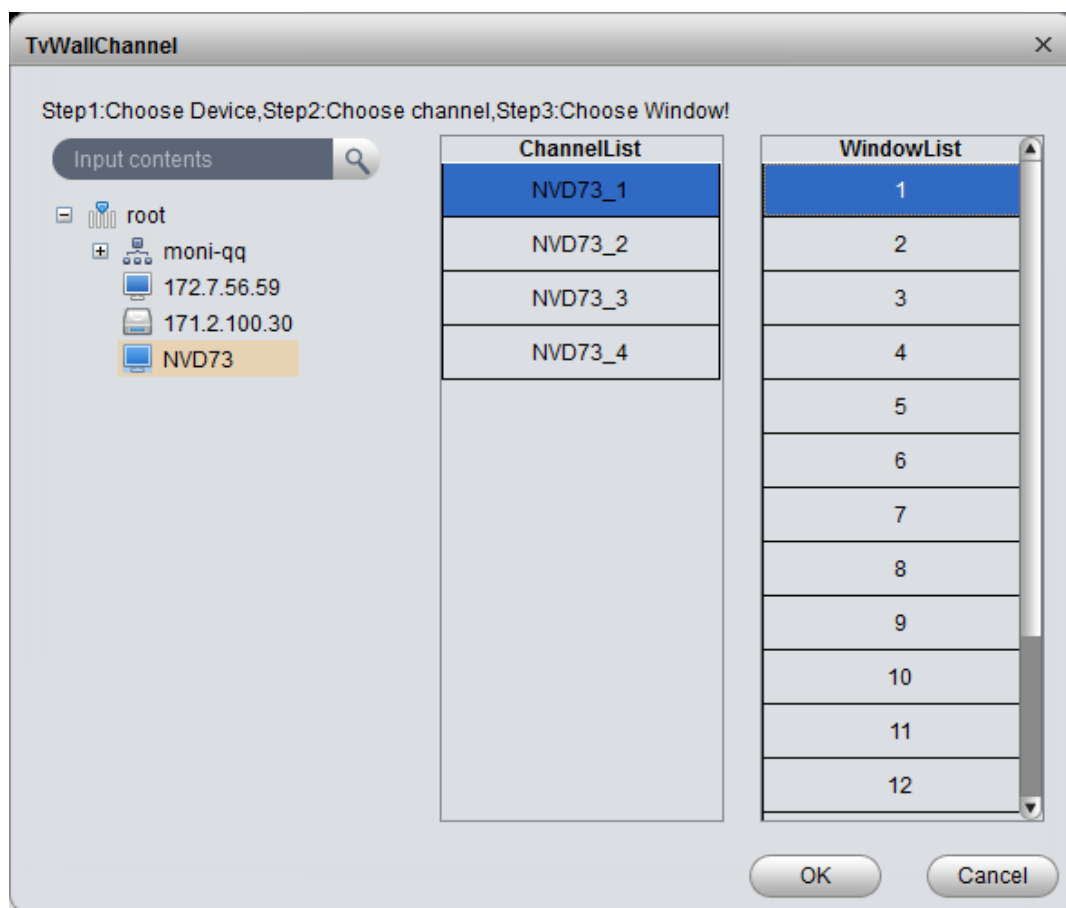 TvWallChannel
Step1:Choose Device,Step2:Choose channel,Step3:Choose Window!
Input contents
root
moni-qq
172.7.56.59
171.2.100.30
NVD73
ChannelList
NVD73_1
NVD73_2
NVD73_3
NVD73_4
WindowList
1
2
3
4
5
6
7
8
9
10
11
12
OK
Cancel